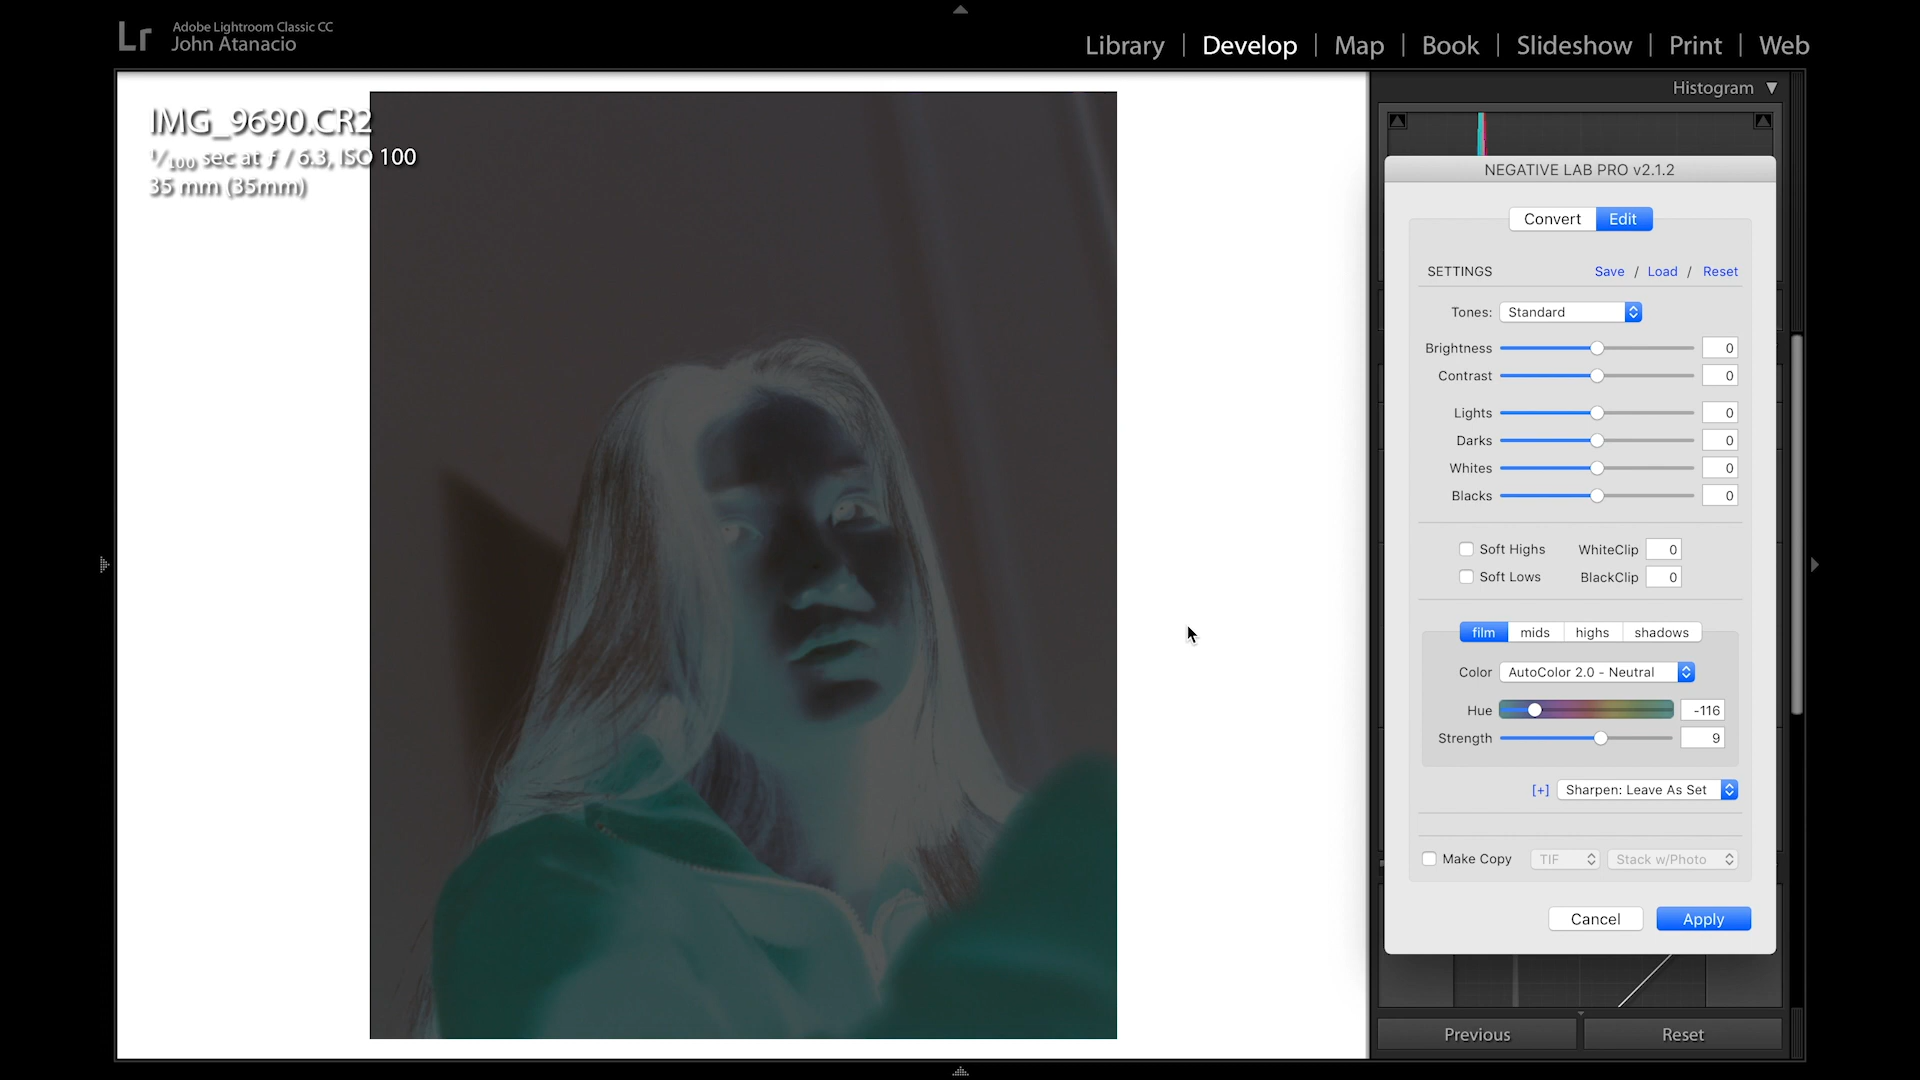 Lr
Adobe Lightroom Classic CC
John Atanacio
Library | Develop | Map | Book | Slideshow | Print | Web
IMG_9690.CR2
1/100 sec at ƒ / 6.3, ISO 100
35 mm (35mm)
Histogram
NEGATIVE LAB PRO v2.1.2
Convert Edit
SETTINGS Save / Load / Reset
Tones: Standard
Brightness 0
Contrast 0
Lights 0
Darks 0
Whites 0
Blacks 0
Soft Highs WhiteClip 0
Soft Lows BlackClip 0
film mids highs shadows
Color AutoColor 2.0 - Neutral
Hue -116
Strength 9
[+] Sharpen: Leave As Set
Make Copy TIF Stack w/Photo
Cancel Apply
Previous Reset